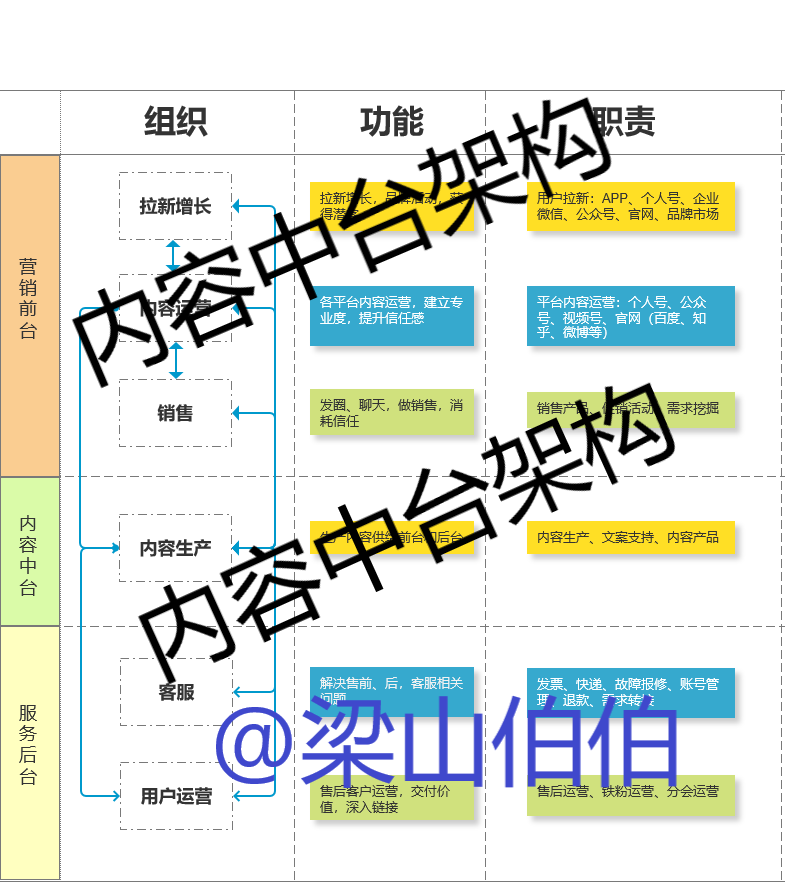 组织
功能
职责
营销前台
拉新增长
拉新增长，品牌活动，获
得潜客
用户拉新：APP、个人号、企业
微信、公众号、官网、品牌市场
内容运营
各平台内容运营，建立专
业度，提升信任感
平台内容运营：个人号、公众
号、视频号、官网（百度、知
乎、微博等）
销售
发圈、聊天，做销售，消
耗信任
销售产品、促销活动、需求挖掘
内容中台
内容生产
生产内容供给前台和后台
内容生产、文案支持、内容产品
服务后台
客服
解决售前、后，客服相关
问题
发票、快递、故障报修、账号管
理、退款、需求转接
用户运营
售后客户运营，交付价
值，深入链接
售后运营、铁粉运营、分会运营
内容中台架构
内容中台架构
@梁山伯伯